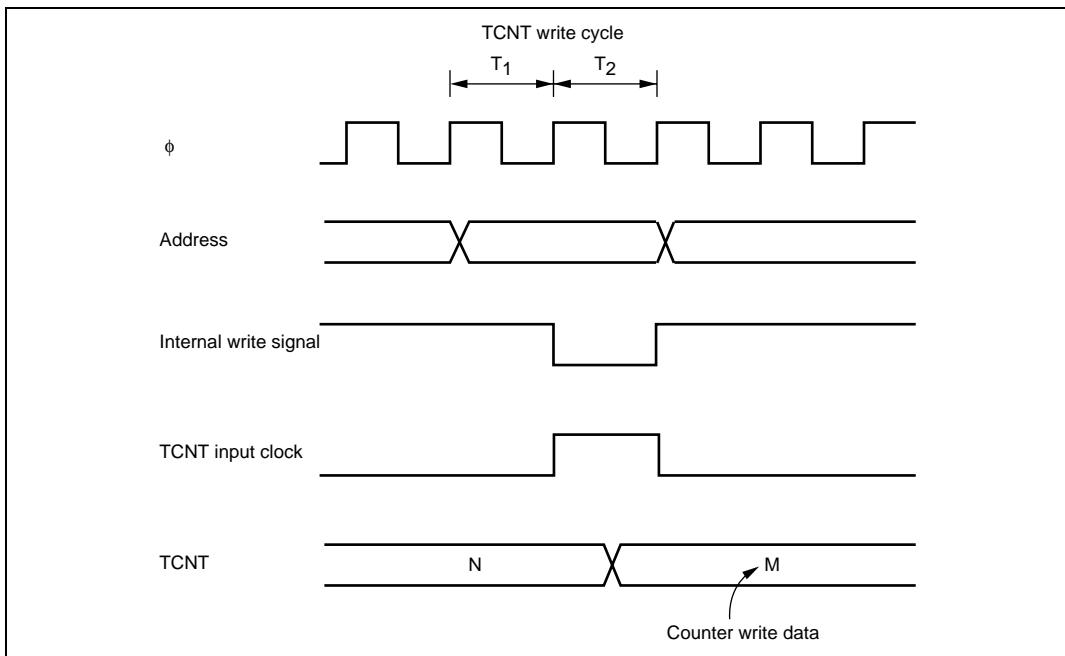 TCNT write cycle
T1 T2
ϕ
Address
Internal write signal
TCNT input clock
TCNT N M
Counter write data